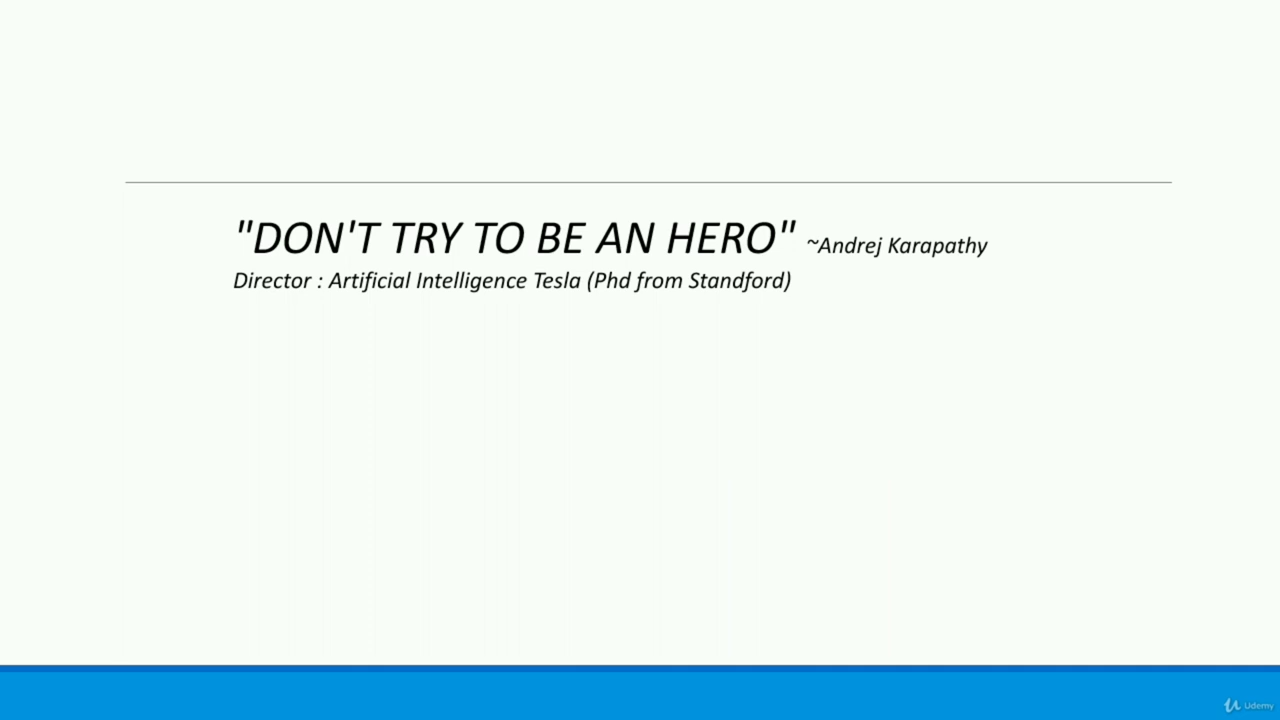 "DON'T TRY TO BE AN HERO" ~Andrej Karapathy
Director : Artificial Intelligence Tesla (Phd from Standford)
Udemy